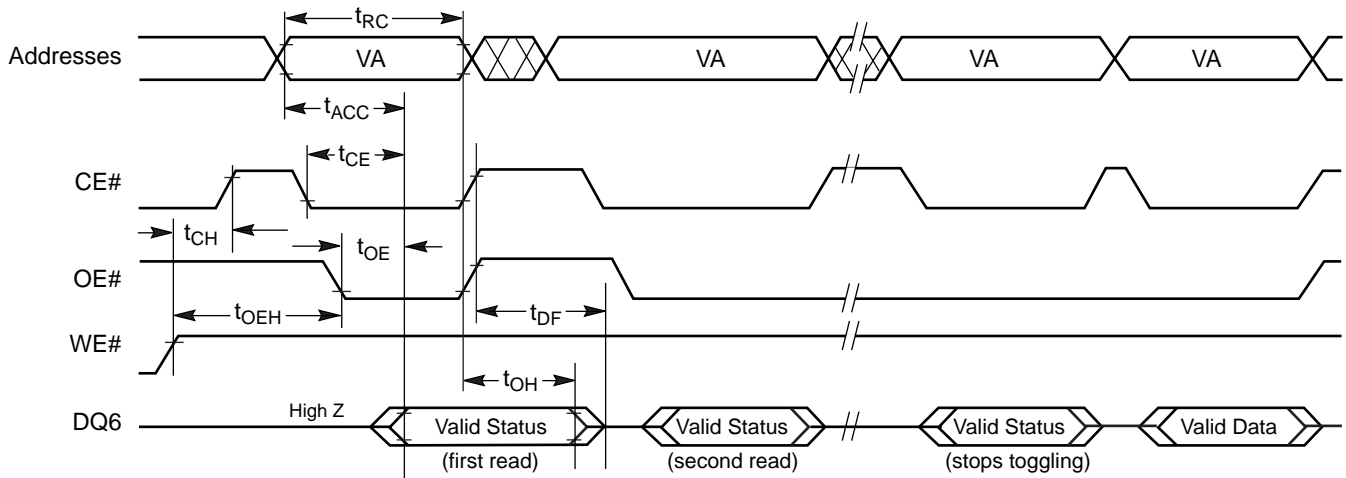 tRC
Addresses VA VA VA VA
tACC
tCE
CE#
tCH tOE
OE#
tOEH tDF
WE#
tOH
High Z
DQ6 Valid Status Valid Status Valid Status Valid Data
(first read) (second read) (stops toggling)